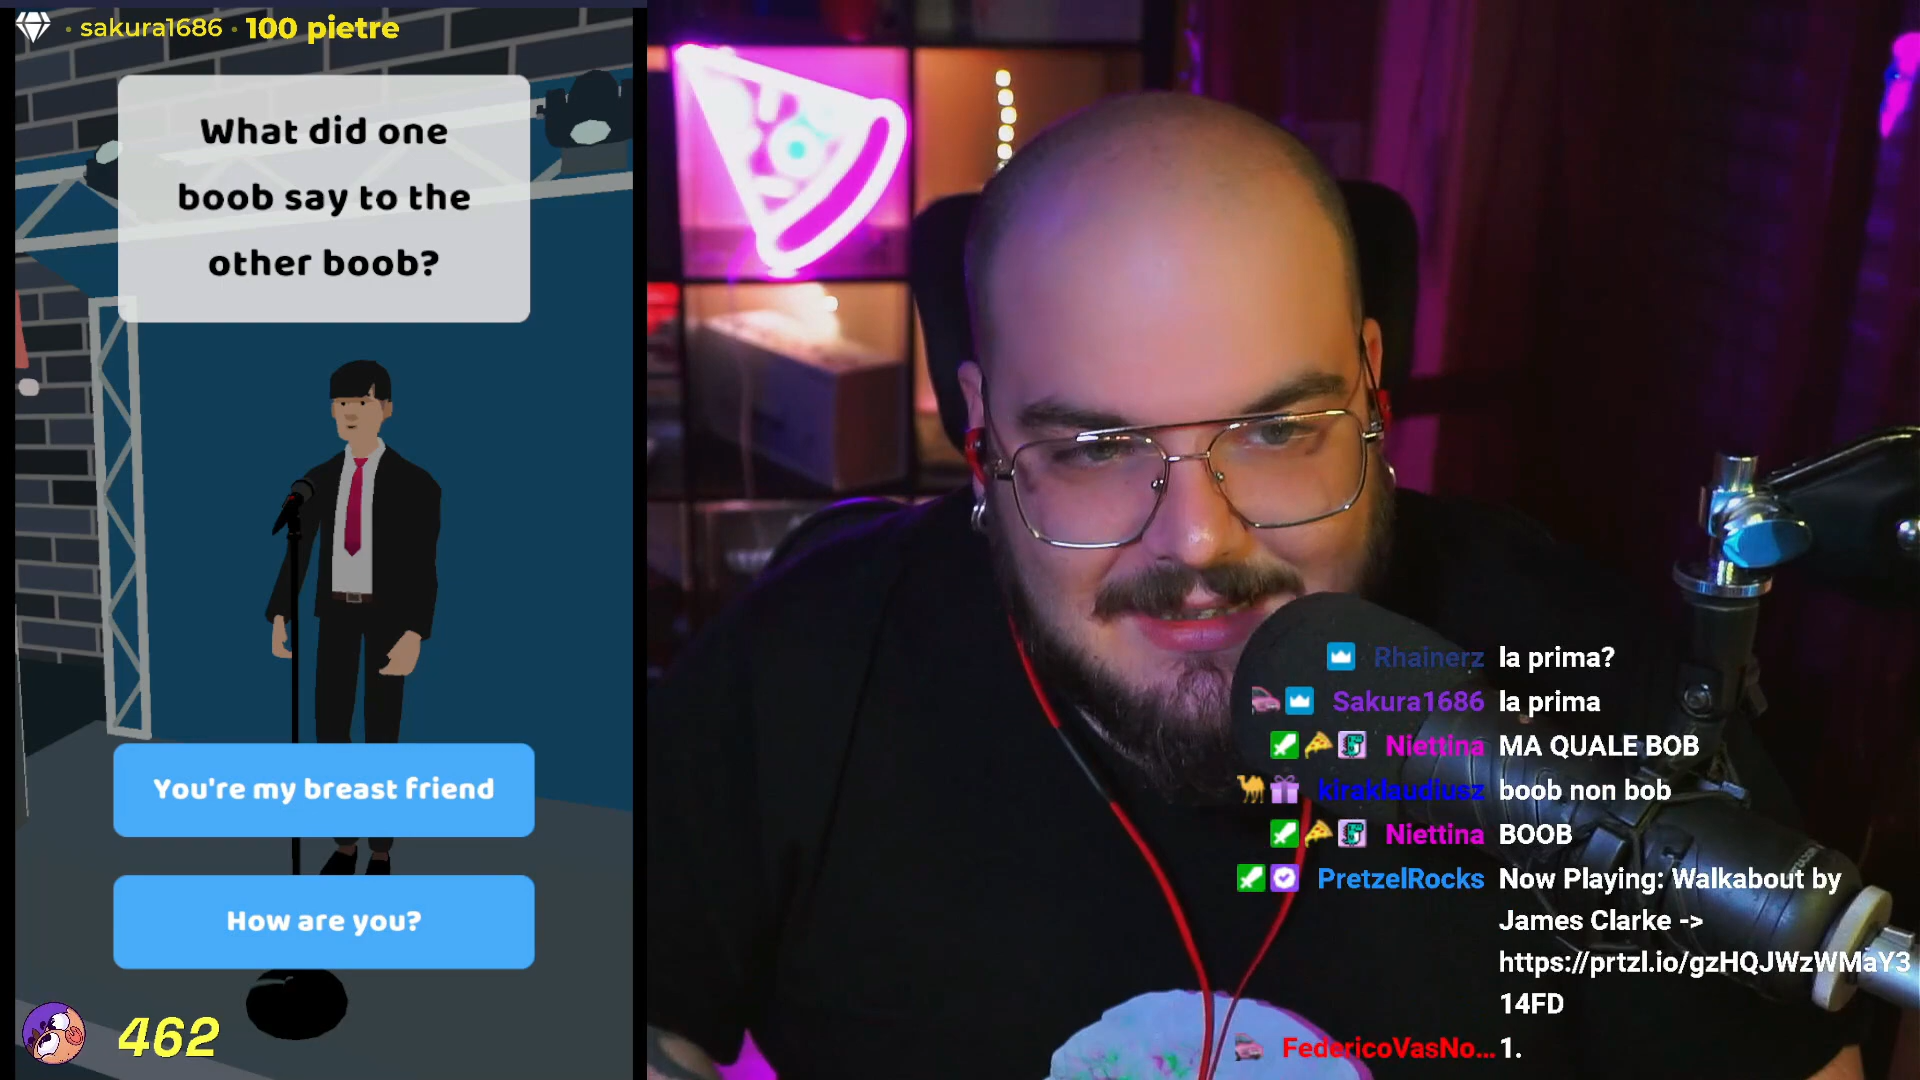 · sakura1686 · 100 pietre
What did one
boob say to the
other boob?
You're my breast friend
How are you?
462
Rhainerz la prima?
Sakura1686 la prima
Niettina MA QUALE BOB
kiraklaudiusz boob non bob
Niettina BOOB
PretzelRocks Now Playing: Walkabout by
James Clarke ->
https://prtzl.io/gzHQJWzWMaY3
14FD
FedericoVasNo... 1.